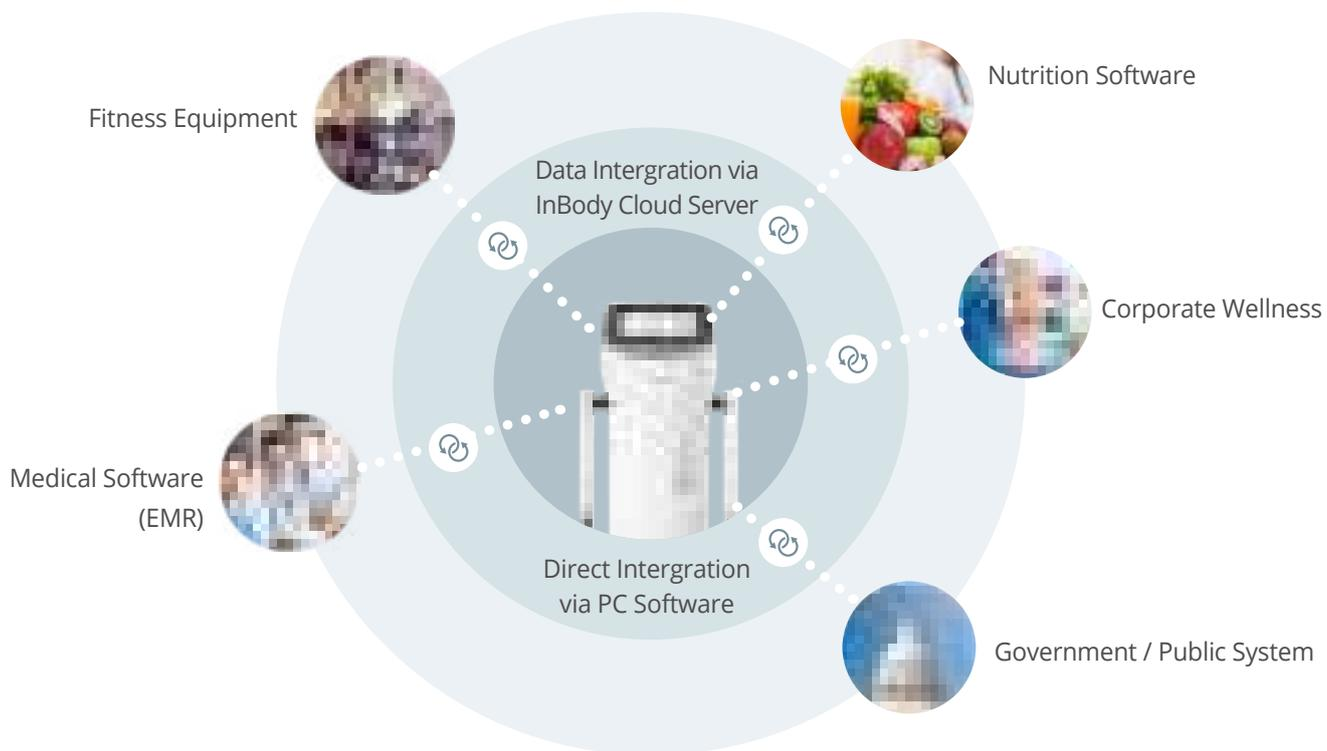 Nutrition Software
Fitness Equipment
Data Intergration via
InBody Cloud Server
Corporate Wellness
Medical Software
(EMR)
Direct Intergration
via PC Software
Government / Public System